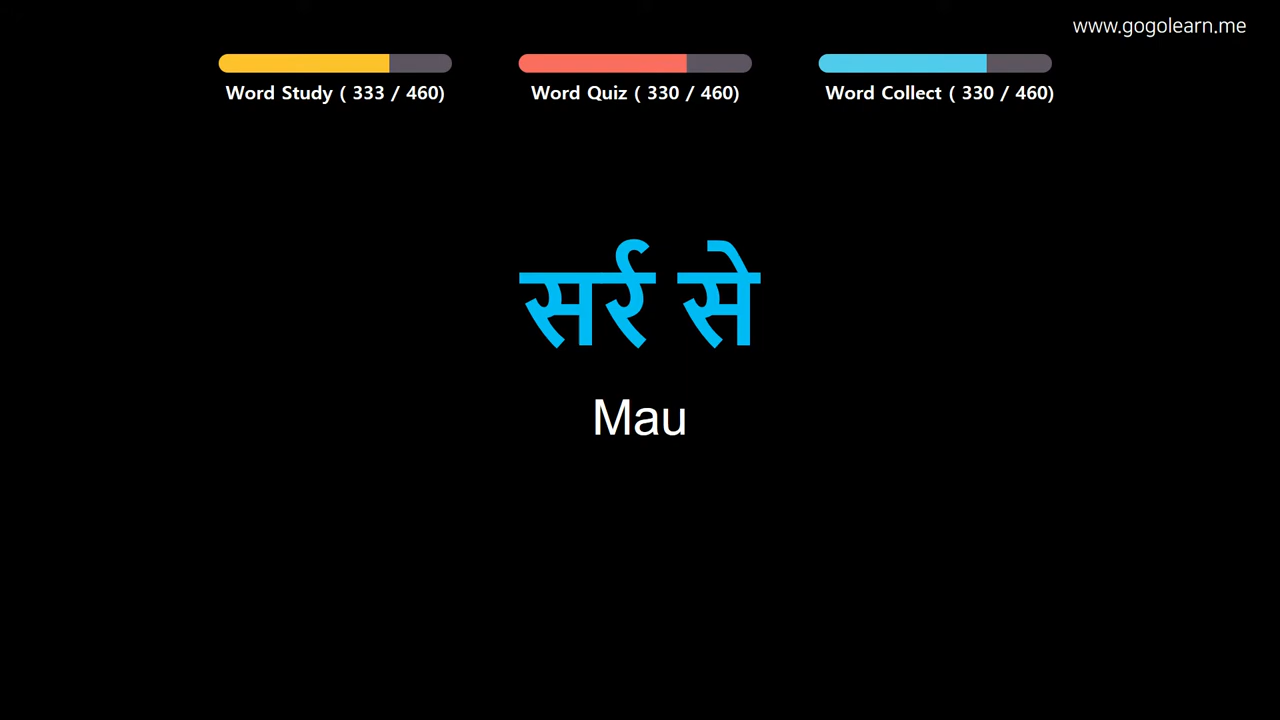 www.gogolearn.me
Word Study ( 333 / 460)
Word Quiz ( 330 / 460)
Word Collect ( 330 / 460)
सर्र से
Mau